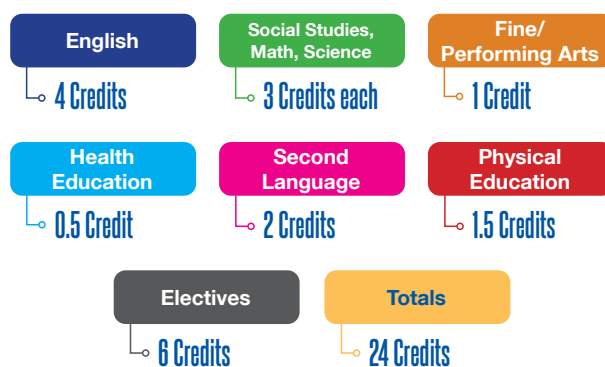 English
4 Credits
Social Studies,
Math, Science
3 Credits each
Fine/
Performing Arts
1 Credit
Health
Education
0.5 Credit
Second
Language
2 Credits
Physical
Education
1.5 Credits
Electives
6 Credits
Totals
24 Credits